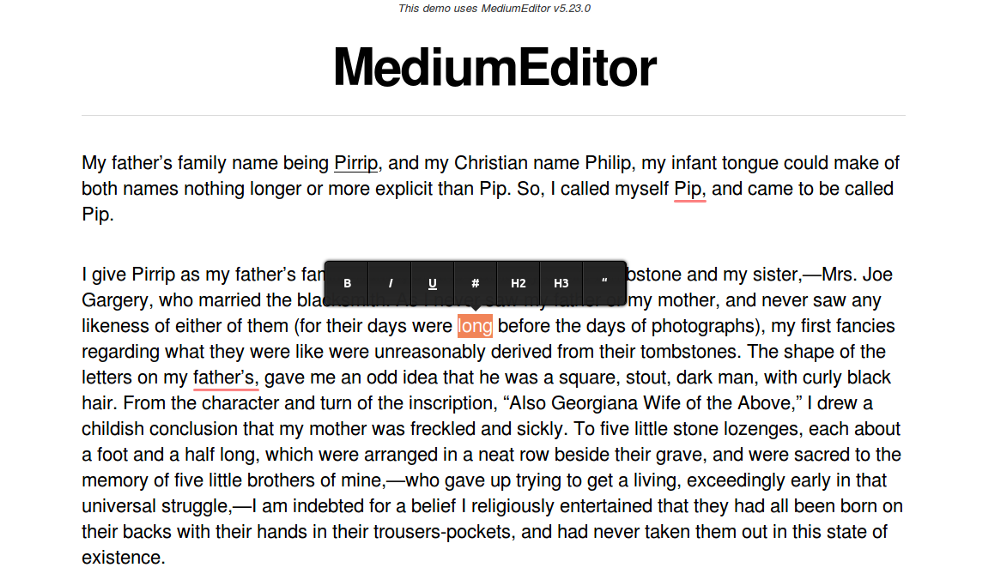 This demo uses MediumEditor v5.23.0
MediumEditor
My father’s family name being Pirrip, and my Christian name Philip, my infant tongue could make of
both names nothing longer or more explicit than Pip. So, I called myself Pip, and came to be called
Pip.
B I U # H2 H3 “
I give Pirrip as my father’s bstone and my sister,—Mrs. Joe
Gargery, who married the my mother, and never saw any
likeness of either of them (for their days were long before the days of photographs), my first fancies
regarding what they were like were unreasonably derived from their tombstones. The shape of the
letters on my father’s, gave me an odd idea that he was a square, stout, dark man, with curly black
hair. From the character and turn of the inscription, “Also Georgiana Wife of the Above,” I drew a
childish conclusion that my mother was freckled and sickly. To five little stone lozenges, each about
a foot and a half long, which were arranged in a neat row beside their grave, and were sacred to the
memory of five little brothers of mine,—who gave up trying to get a living, exceedingly early in that
universal struggle,—I am indebted for a belief I religiously entertained that they had all been born on
their backs with their hands in their trousers-pockets, and had never taken them out in this state of
existence.